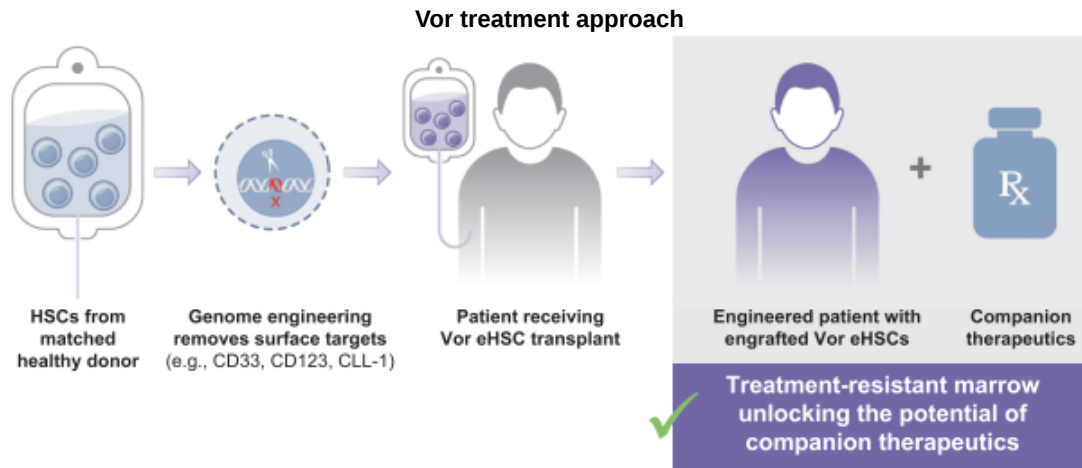 Vor treatment approach
HSCs from
matched
healthy donor
Genome engineering
removes surface targets
(e.g., CD33, CD123, CLL-1)
Patient receiving
Vor eHSC transplant
Engineered patient with
engrafted Vor eHSCs
+
Rx
Companion
therapeutics
Treatment-resistant marrow
unlocking the potential of
companion therapeutics